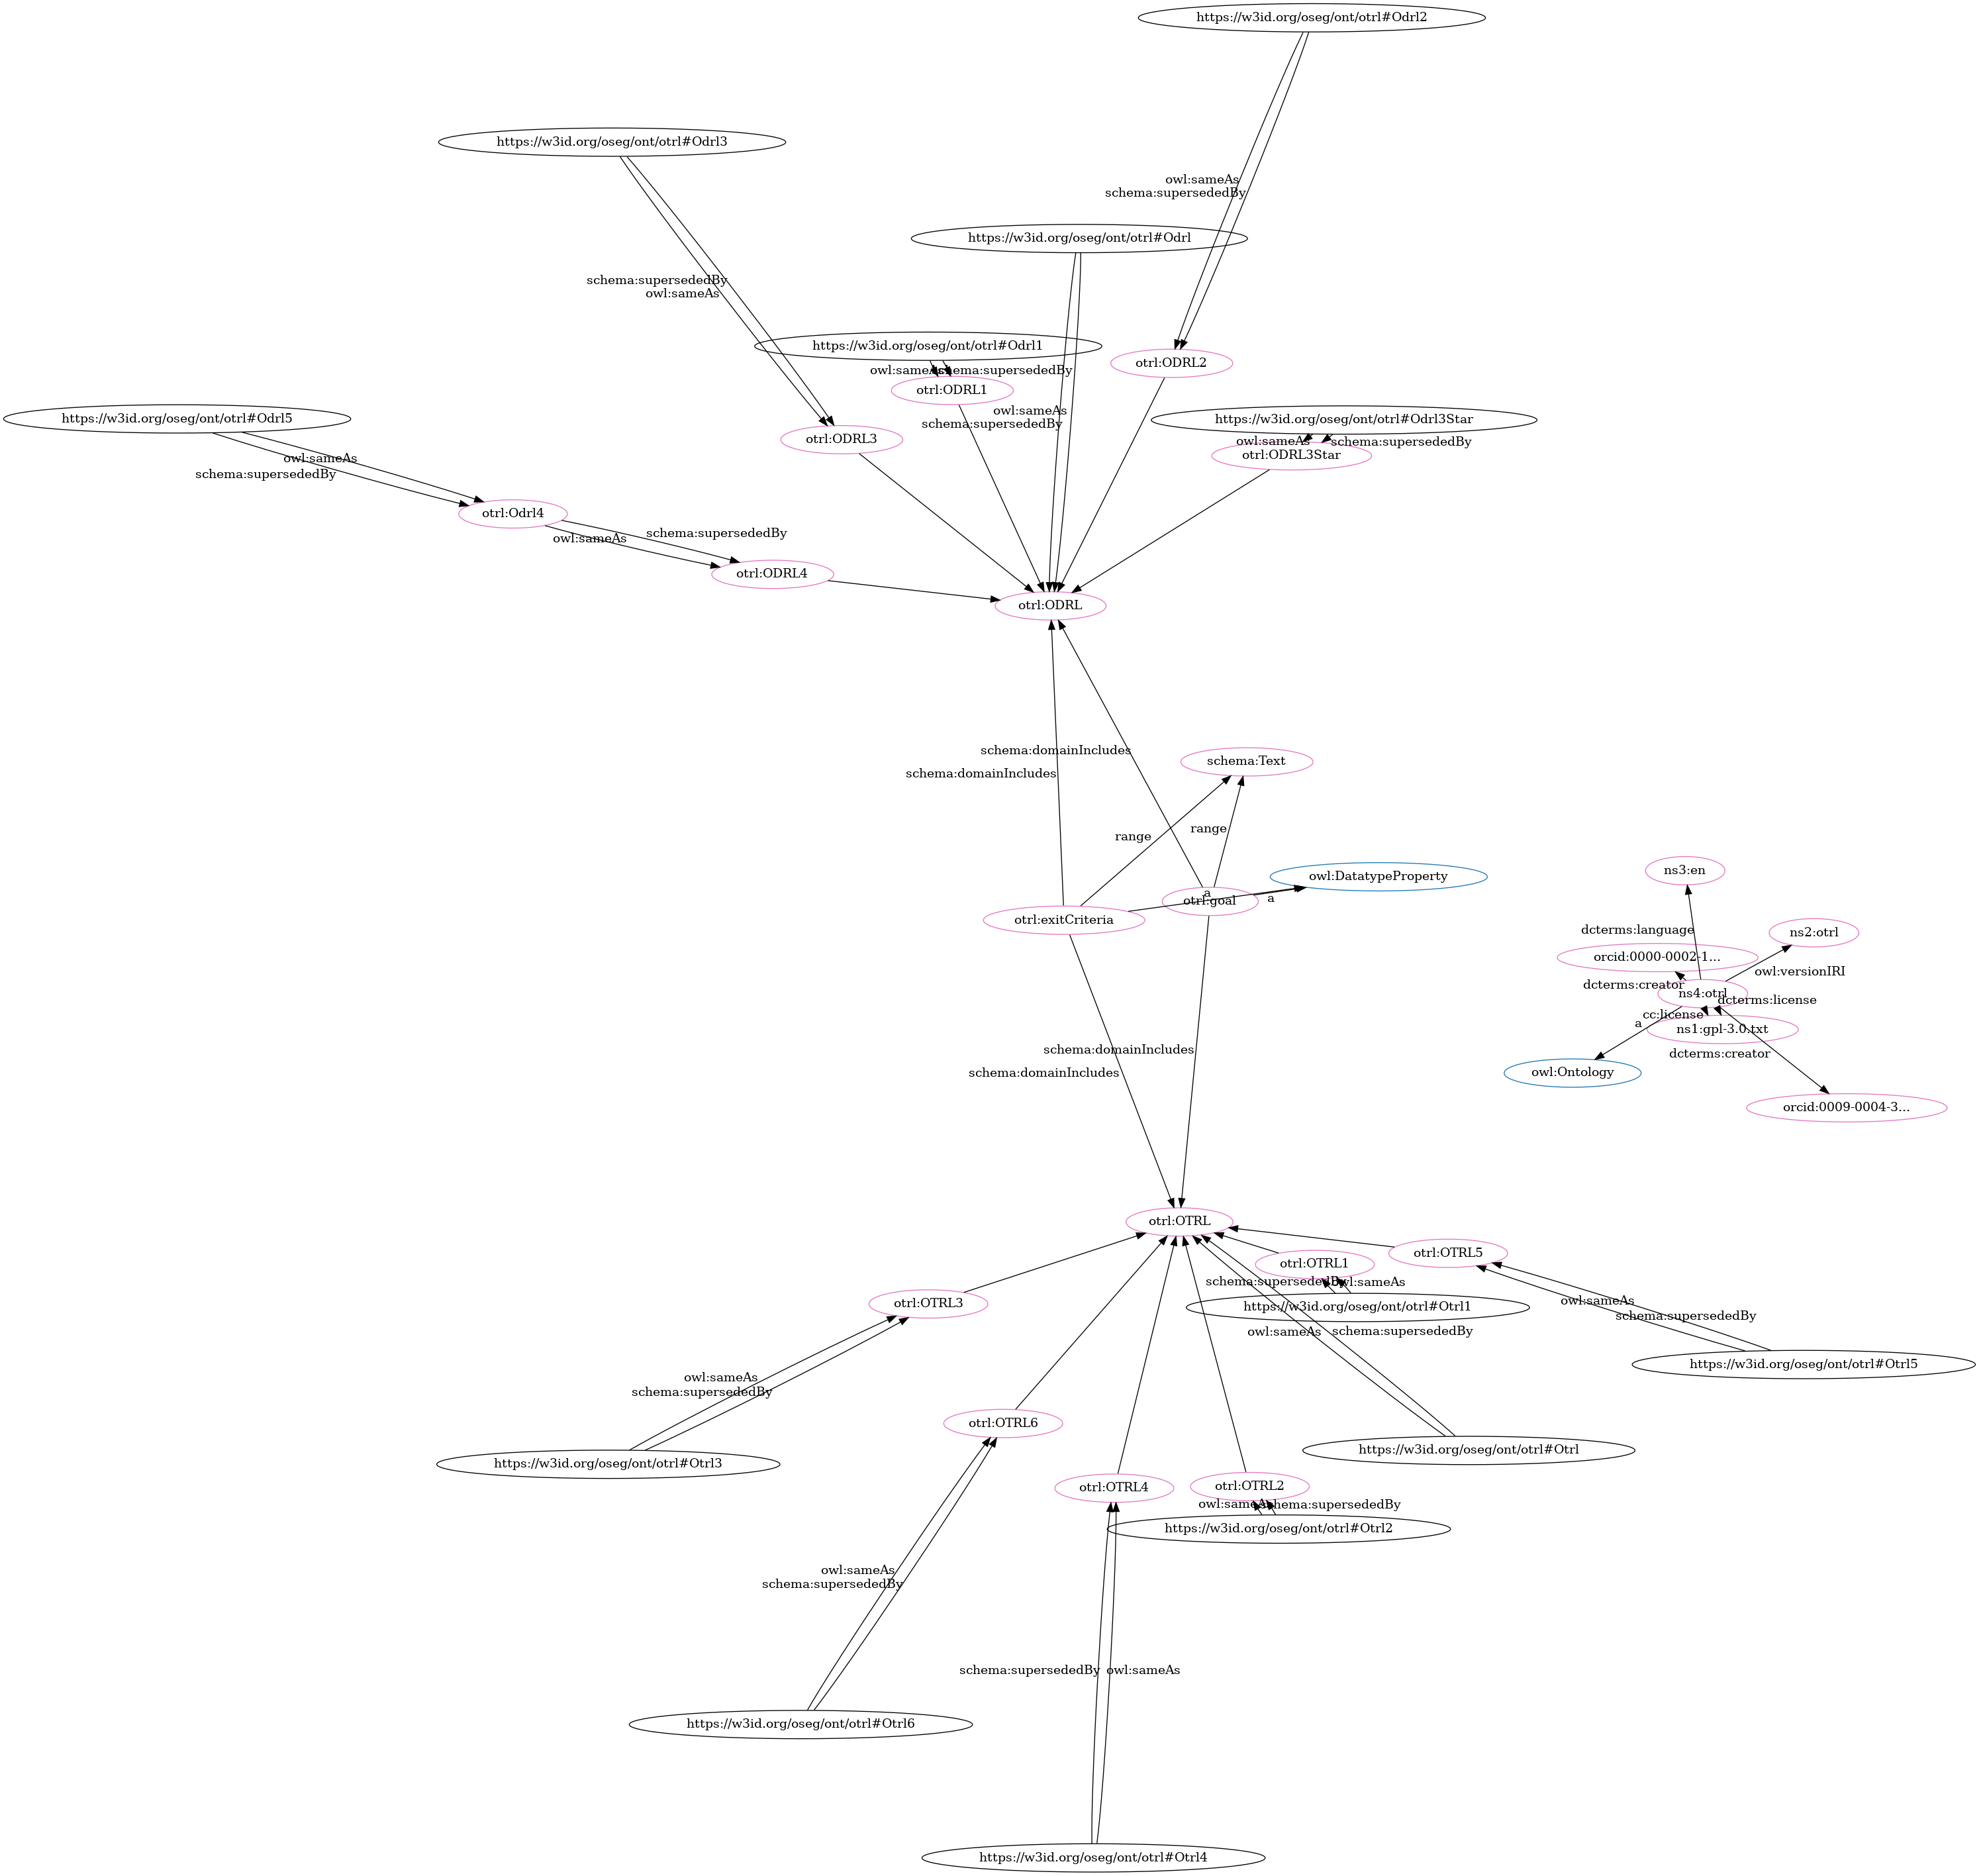 https://w3id.org/oseg/ont/otrl#Odrl2
https://w3id.org/oseg/ont/otrl#Odrl3
owl:sameAs
schema:supersededBy
https://w3id.org/oseg/ont/otrl#Odrl
schema:supersededBy
owl:sameAs
https://w3id.org/oseg/ont/otrl#Odrl1
otrl:ODRL2
owl:sameAs
schema:supersededBy
otrl:ODRL1
owl:sameAs
schema:supersededBy
https://w3id.org/oseg/ont/otrl#Odrl5
https://w3id.org/oseg/ont/otrl#Odrl3Star
otrl:ODRL3
owl:sameAs
schema:supersededBy
otrl:ODRL3Star
owl:sameAs
schema:supersededBy
otrl:Odrl4
schema:supersededBy
owl:sameAs
otrl:ODRL4
otrl:ODRL
schema:domainIncludes
schema:Text
schema:domainIncludes
range
range
ns3:en
owl:DatatypeProperty
a
a
otrl:goal
otrl:exitCriteria
dcterms:language
ns2:otrl
orcid:0000-0002-1...
owl:versionIRI
dcterms:creator
ns4:otrl
dcterms:license
cc:license
a
ns1:gpl-3.0.txt
schema:domainIncludes
dcterms:creator
schema:domainIncludes
owl:Ontology
orcid:0009-0004-3...
otrl:OTRL
otrl:OTRL5
otrl:OTRL1
schema:supersededBy
owl:sameAs
otrl:OTRL3
owl:sameAs
https://w3id.org/oseg/ont/otrl#Otrl1
schema:supersededBy
owl:sameAs
schema:supersededBy
https://w3id.org/oseg/ont/otrl#Otrl5
owl:sameAs
schema:supersededBy
otrl:OTRL6
https://w3id.org/oseg/ont/otrl#Otrl
https://w3id.org/oseg/ont/otrl#Otrl3
otrl:OTRL4
otrl:OTRL2
owl:sameAs
schema:supersededBy
https://w3id.org/oseg/ont/otrl#Otrl2
owl:sameAs
schema:supersededBy
schema:supersededBy
owl:sameAs
https://w3id.org/oseg/ont/otrl#Otrl6
https://w3id.org/oseg/ont/otrl#Otrl4